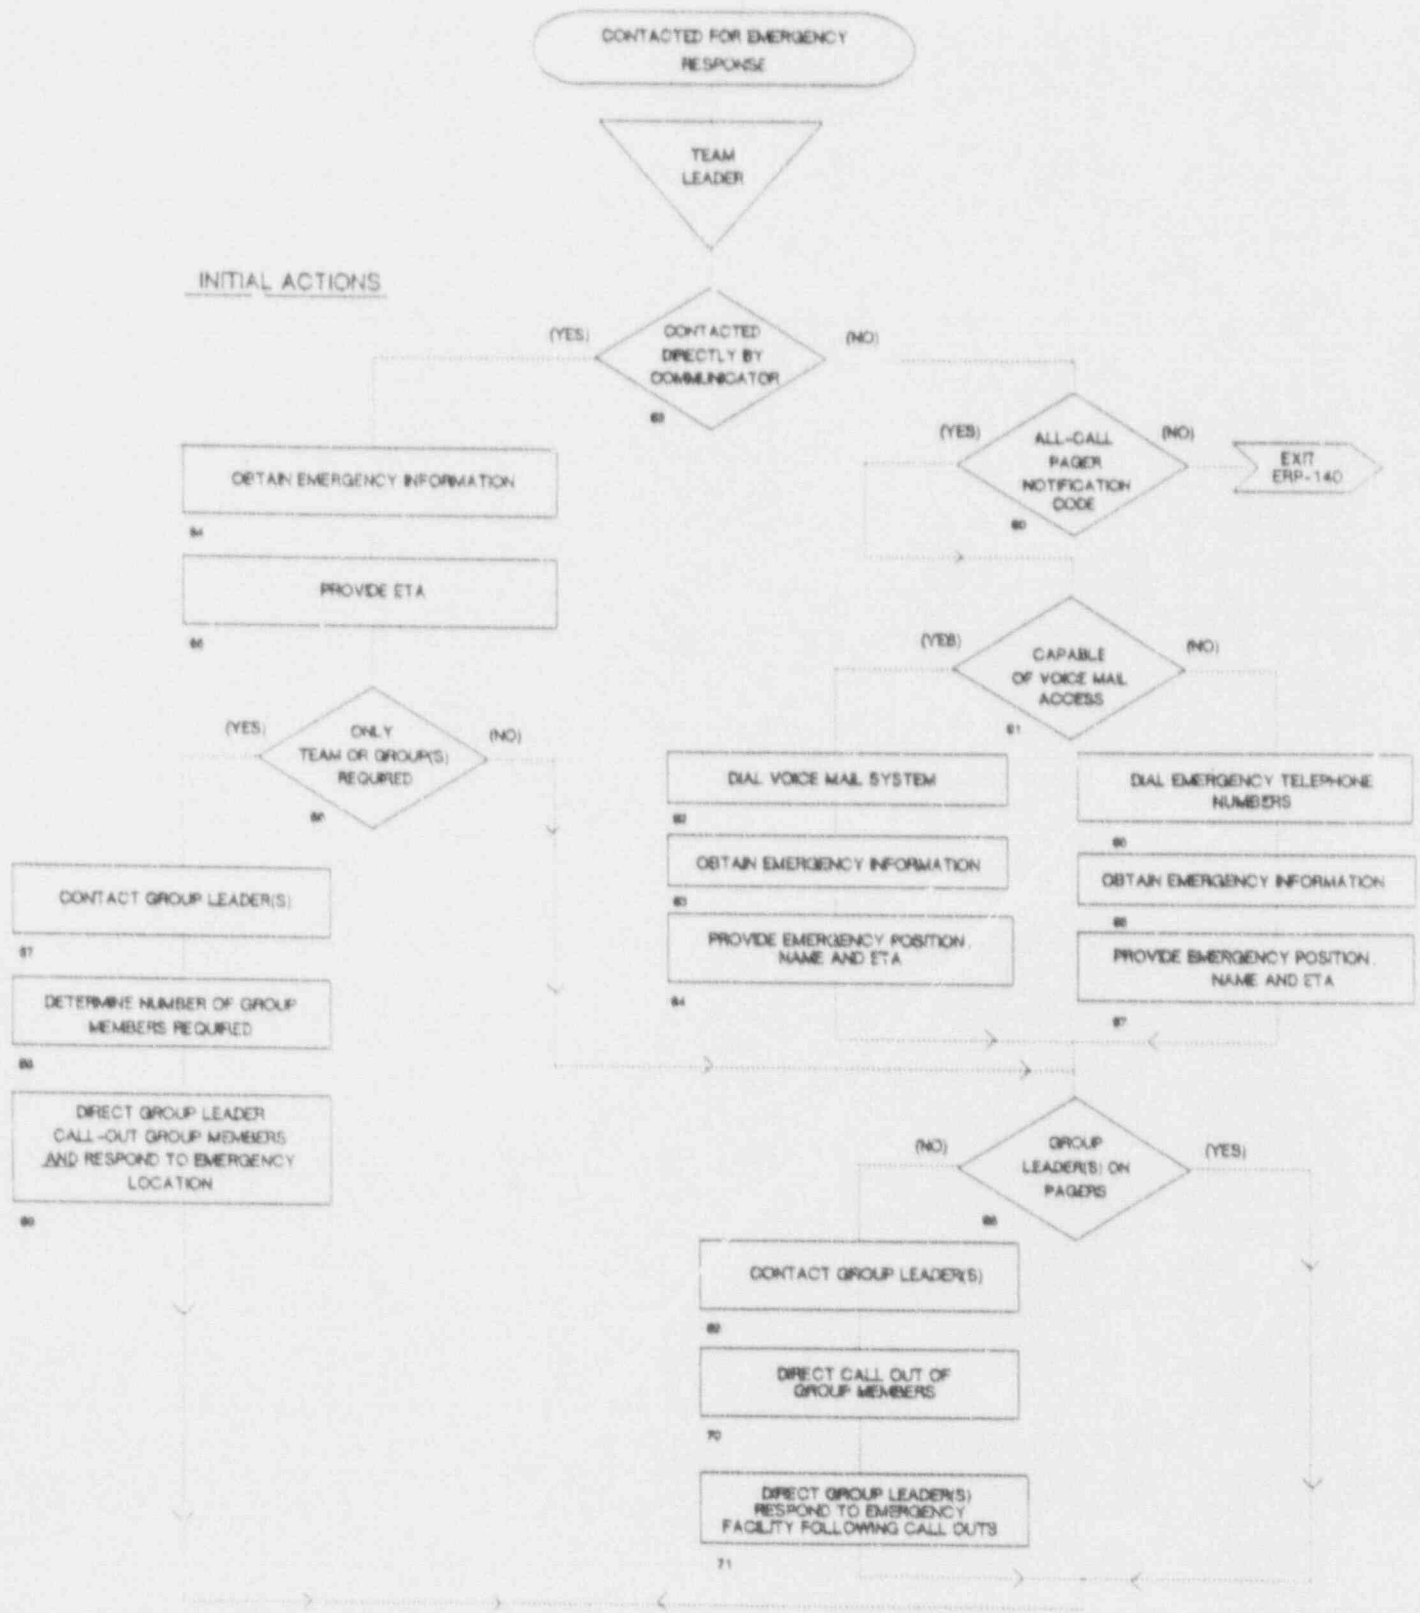 CONTACTED FOR EMERGENCY
RESPONSE
TEAM
LEADER
INITIAL ACTIONS
(YES)
CONTACTED
DIRECTLY BY
COMMUNICATOR
(NO)
(YES)
ALL-CALL
PAGER
NOTIFICATION
CODE
(NO)
EXIT
ERP-140
OBTAIN EMERGENCY INFORMATION
PROVIDE ETA
(YES)
CAPABLE
OF VOICE MAIL
ACCESS
(NO)
61
(YES)
ONLY
TEAM OR GROUP(S)
REQUIRED
(NO)
DIAL VOICE MAIL SYSTEM
DIAL EMERGENCY TELEPHONE
NUMBERS
OBTAIN EMERGENCY INFORMATION
OBTAIN EMERGENCY INFORMATION
CONTACT GROUP LEADER(S)
57
PROVIDE EMERGENCY POSITION,
NAME AND ETA
64
PROVIDE EMERGENCY POSITION,
NAME AND ETA
67
DETERMINE NUMBER OF GROUP
MEMBERS REQUIRED
DIRECT GROUP LEADER
CALL-OUT GROUP MEMBERS
AND RESPOND TO EMERGENCY
LOCATION
(NO)
GROUP
LEADER(S) ON
PAGERS
(YES)
CONTACT GROUP LEADER(S)
DIRECT CALL OUT OF
GROUP MEMBERS
70
DIRECT GROUP LEADER(S)
RESPOND TO EMERGENCY
FACILITY FOLLOWING CALL OUTS
71